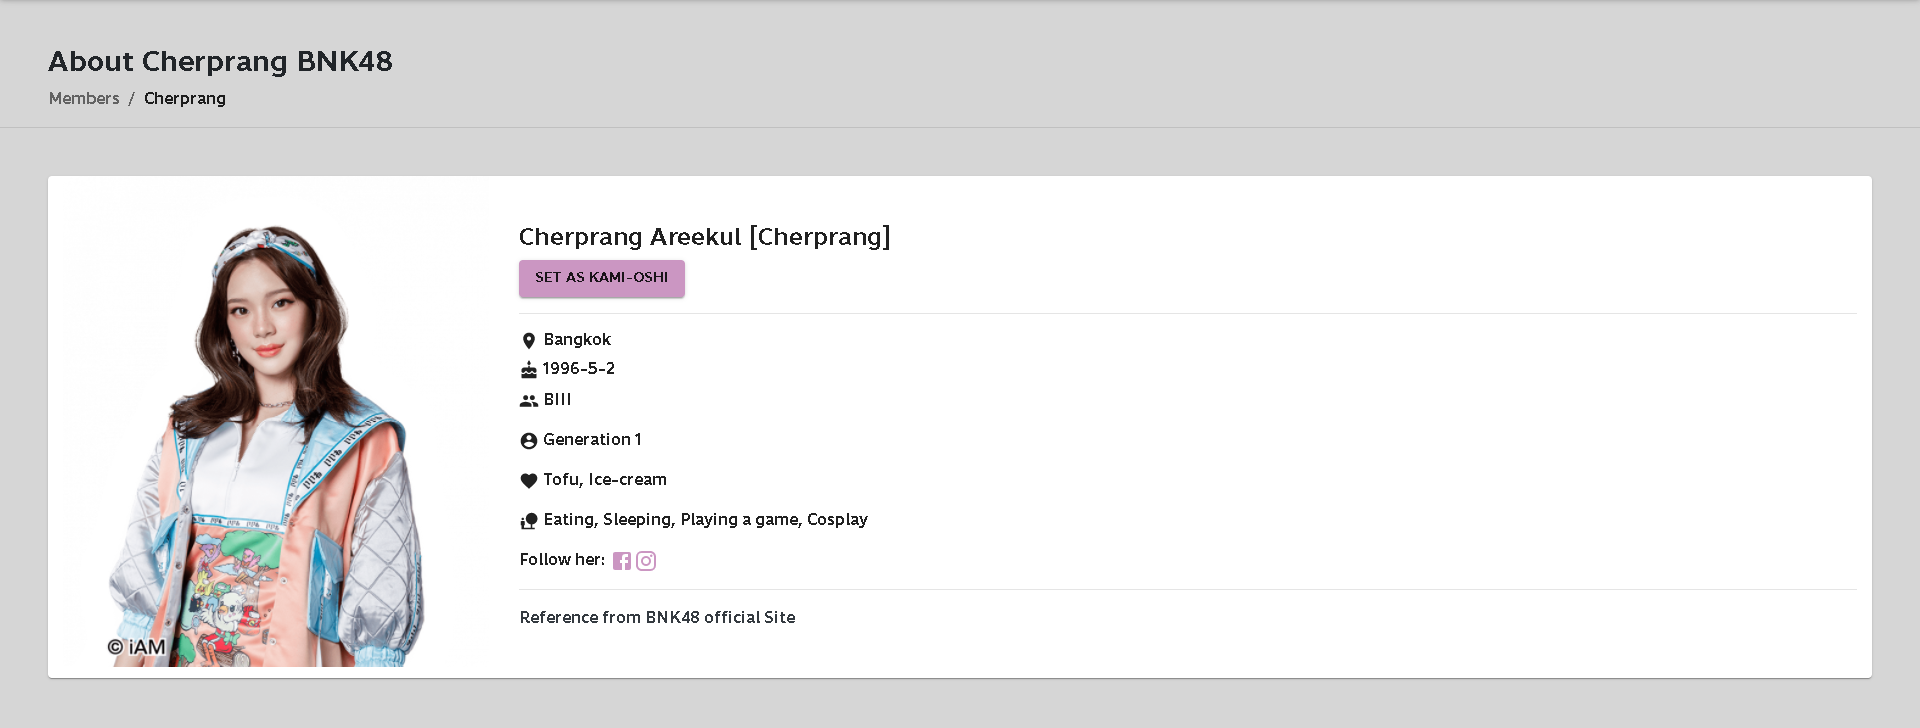 About Cherprang BNK48
Members / Cherprang
Cherprang Areekul [Cherprang]
SET AS KAMI-OSHI
Bangkok
1996-5-2
BIII
Generation 1
Tofu, Ice-cream
Eating, Sleeping, Playing a game, Cosplay
Follow her:
Reference from BNK48 official Site
© iAM